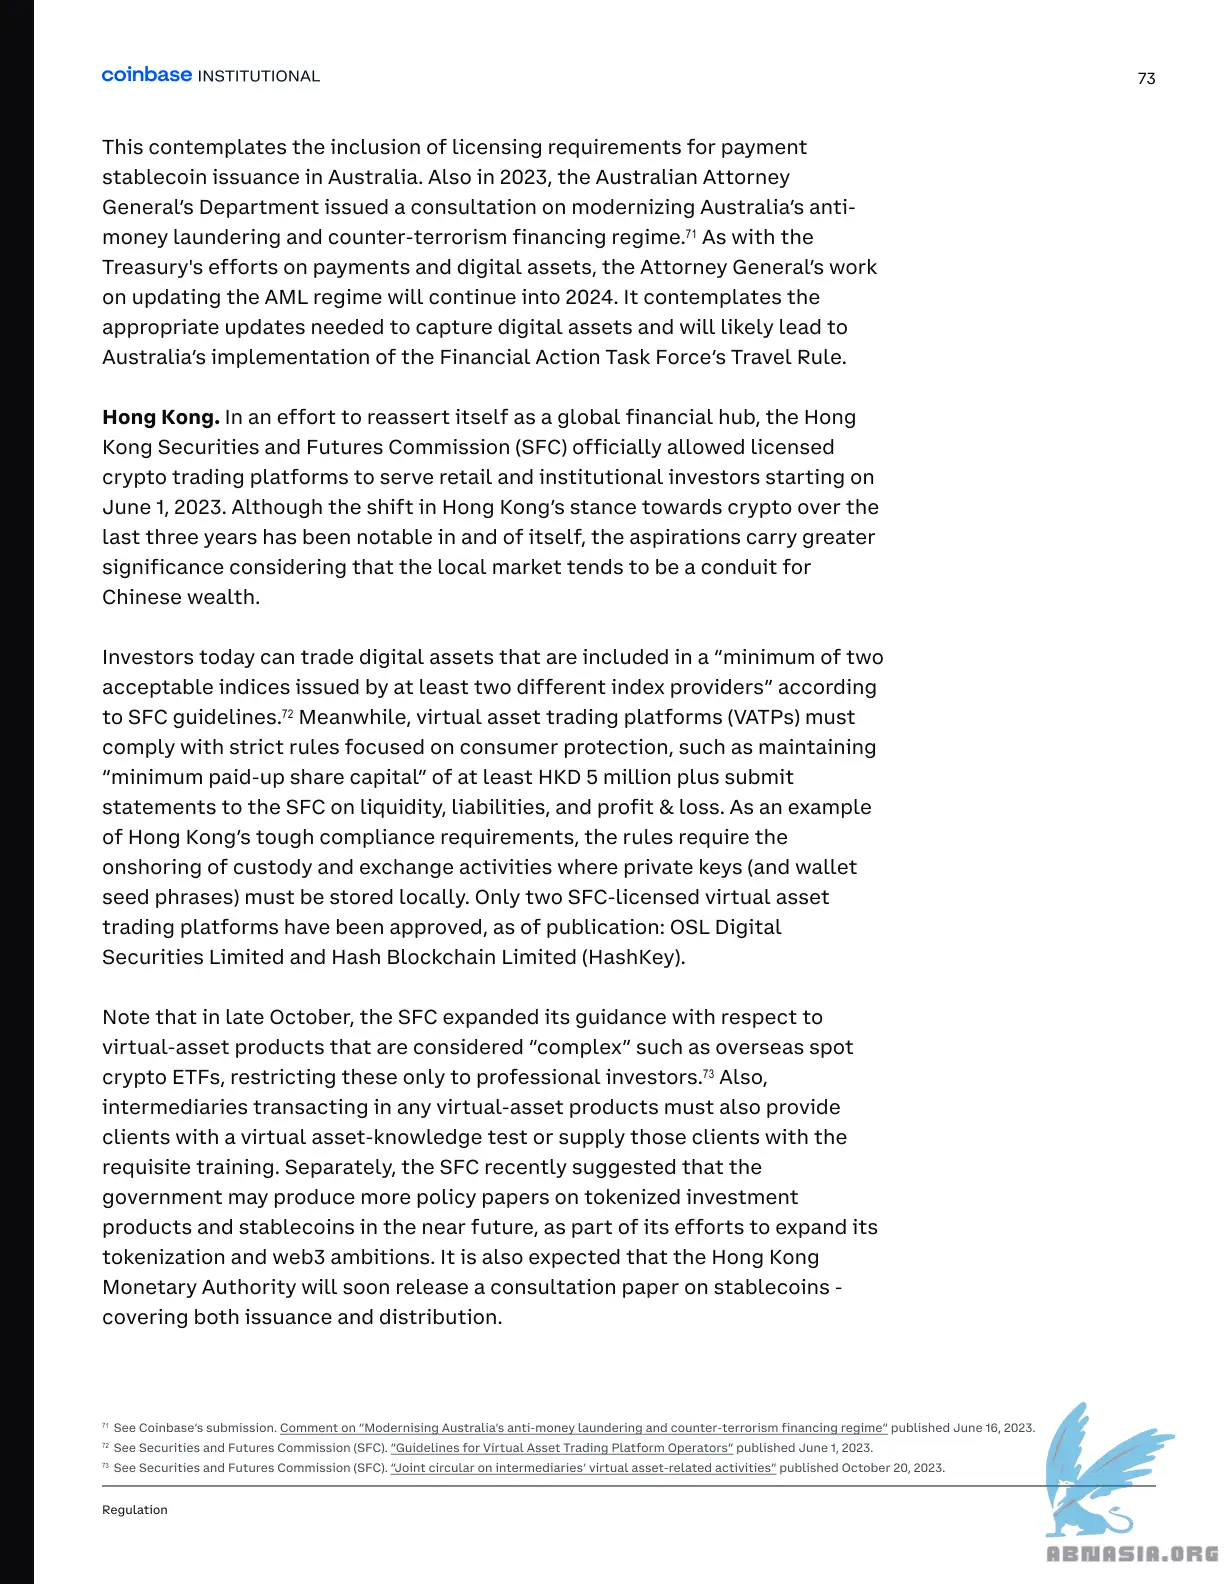 coinbase INSTITUTIONAL
73
This contemplates the inclusion of licensing requirements for payment
stablecoin issuance in Australia. Also in 2023, the Australian Attorney
General’s Department issued a consultation on modernizing Australia’s anti-
money laundering and counter-terrorism financing regime.71 As with the
Treasury's efforts on payments and digital assets, the Attorney General’s work
on updating the AML regime will continue into 2024. It contemplates the
appropriate updates needed to capture digital assets and will likely lead to
Australia’s implementation of the Financial Action Task Force’s Travel Rule.
Hong Kong. In an effort to reassert itself as a global financial hub, the Hong
Kong Securities and Futures Commission (SFC) officially allowed licensed
crypto trading platforms to serve retail and institutional investors starting on
June 1, 2023. Although the shift in Hong Kong’s stance towards crypto over the
last three years has been notable in and of itself, the aspirations carry greater
significance considering that the local market tends to be a conduit for
Chinese wealth.
Investors today can trade digital assets that are included in a “minimum of two
acceptable indices issued by at least two different index providers” according
to SFC guidelines.72 Meanwhile, virtual asset trading platforms (VATPs) must
comply with strict rules focused on consumer protection, such as maintaining
“minimum paid-up share capital” of at least HKD 5 million plus submit
statements to the SFC on liquidity, liabilities, and profit & loss. As an example
of Hong Kong’s tough compliance requirements, the rules require the
onshoring of custody and exchange activities where private keys (and wallet
seed phrases) must be stored locally. Only two SFC-licensed virtual asset
trading platforms have been approved, as of publication: OSL Digital
Securities Limited and Hash Blockchain Limited (HashKey).
Note that in late October, the SFC expanded its guidance with respect to
virtual-asset products that are considered “complex” such as overseas spot
crypto ETFs, restricting these only to professional investors.73 Also,
intermediaries transacting in any virtual-asset products must also provide
clients with a virtual asset-knowledge test or supply those clients with the
requisite training. Separately, the SFC recently suggested that the
government may produce more policy papers on tokenized investment
products and stablecoins in the near future, as part of its efforts to expand its
tokenization and web3 ambitions. It is also expected that the Hong Kong
Monetary Authority will soon release a consultation paper on stablecoins -
covering both issuance and distribution.
71 See Coinbase’s submission. Comment on “Modernising Australia’s anti-money laundering and counter-terrorism financing regime” published June 16, 2023.
72 See Securities and Futures Commission (SFC). “Guidelines for Virtual Asset Trading Platform Operators” published June 1, 2023.
73 See Securities and Futures Commission (SFC). “Joint circular on intermediaries’ virtual asset-related activities” published October 20, 2023.
Regulation
ABNASIA.ORG